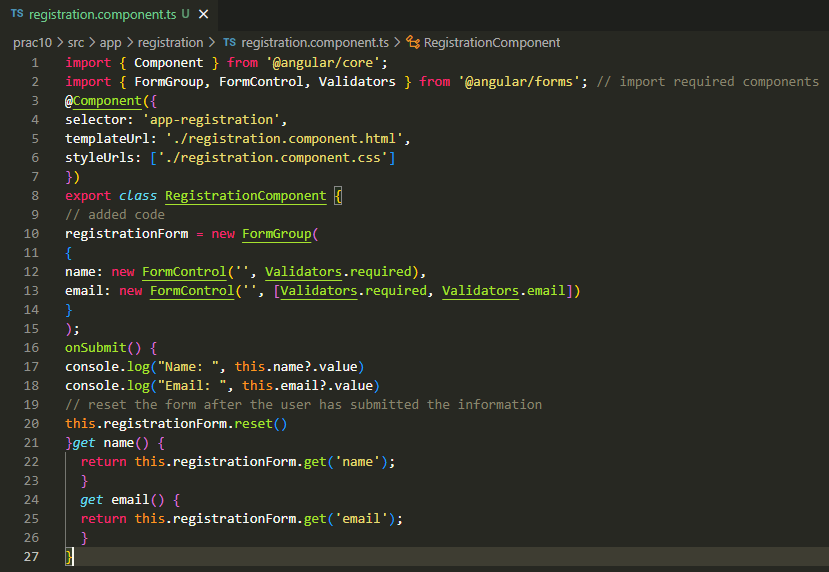 TS registration.component.ts U ×
prac10 > src > app > registration > TS registration.component.ts > RegistrationComponent
1 import { Component } from '@angular/core';
2 import { FormGroup, FormControl, Validators } from '@angular/forms'; // import required components
3 @Component({
4 selector: 'app-registration',
5 templateUrl: './registration.component.html',
6 styleUrls: ['./registration.component.css']
7 })
8 export class RegistrationComponent {
9 // added code
10 registrationForm = new FormGroup(
11 {
12 name: new FormControl('', Validators.required),
13 email: new FormControl('', [Validators.required, Validators.email])
14 }
15 );
16 onSubmit() {
17 console.log("Name: ", this.name?.value)
18 console.log("Email: ", this.email?.value)
19 // reset the form after the user has submitted the information
20 this.registrationForm.reset()
21 }get name() {
22   return this.registrationForm.get('name');
23   }
24   get email() {
25   return this.registrationForm.get('email');
26   }
27 }